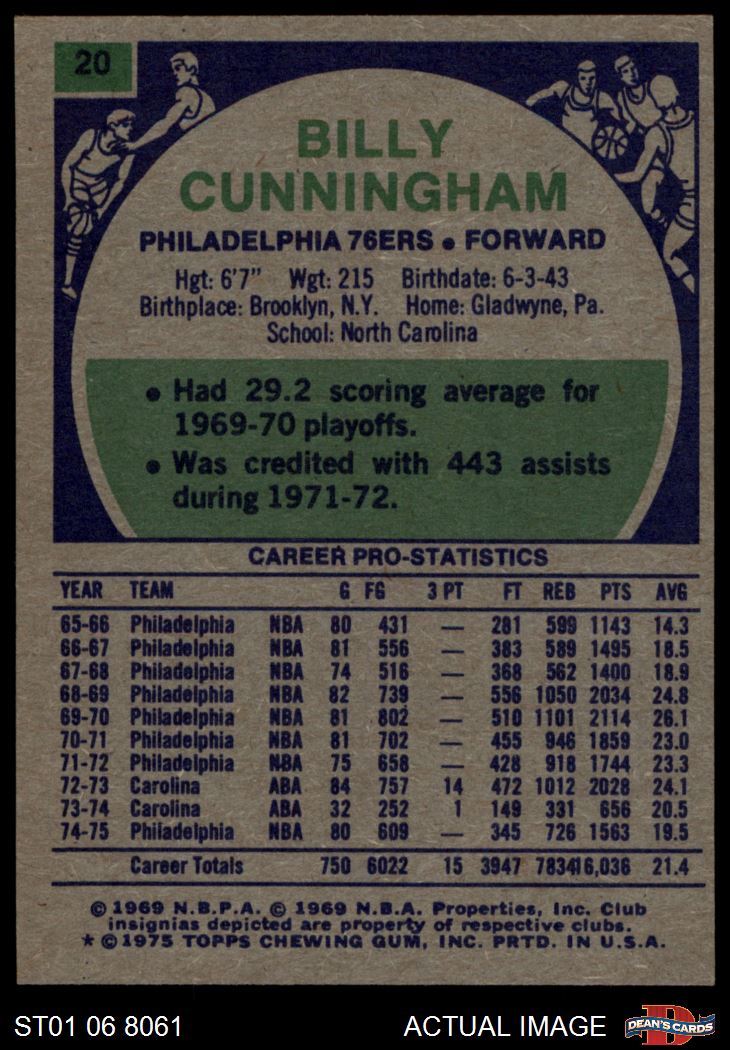 20
BILLY
CUNNINGHAM
PHILADELPHIA 76ERS • FORWARD
Hgt: 6'7" Wgt: 215 Birthdate: 6-3-43
Birthplace: Brooklyn, N.Y. Home: Gladwyne, Pa.
School: North Carolina
• Had 29.2 scoring average for
1969-70 playoffs.
• Was credited with 443 assists
during 1971-72.
CAREER PRO-STATISTICS
YEAR TEAM G FG 3 PT FT REB PTS AVG
65-66 Philadelphia NBA 80 431 — 281 599 1143 14.3
66-67 Philadelphia NBA 81 556 — 383 589 1495 18.5
67-68 Philadelphia NBA 74 516 — 368 562 1400 18.9
68-69 Philadelphia NBA 82 739 — 556 1050 2034 24.8
69-70 Philadelphia NBA 81 802 — 510 1101 2114 26.1
70-71 Philadelphia NBA 81 702 — 455 946 1859 23.0
71-72 Philadelphia NBA 75 658 — 428 918 1744 23.3
72-73 Carolina ABA 84 757 14 472 1012 2028 24.1
73-74 Carolina ABA 32 252 1 149 331 656 20.5
74-75 Philadelphia NBA 80 609 — 345 726 1563 19.5
Career Totals 750 6022 15 3947 7834 16,036 21.4
© 1969 N.B.P.A. © 1969 N.B.A. Properties, Inc. Club
insignias depicted are property of respective clubs.
* © 1975 TOPPS CHEWING GUM, INC. PRTD. IN U.S.A.
ST01 06 8061 ACTUAL IMAGE D DEAN'S CARDS